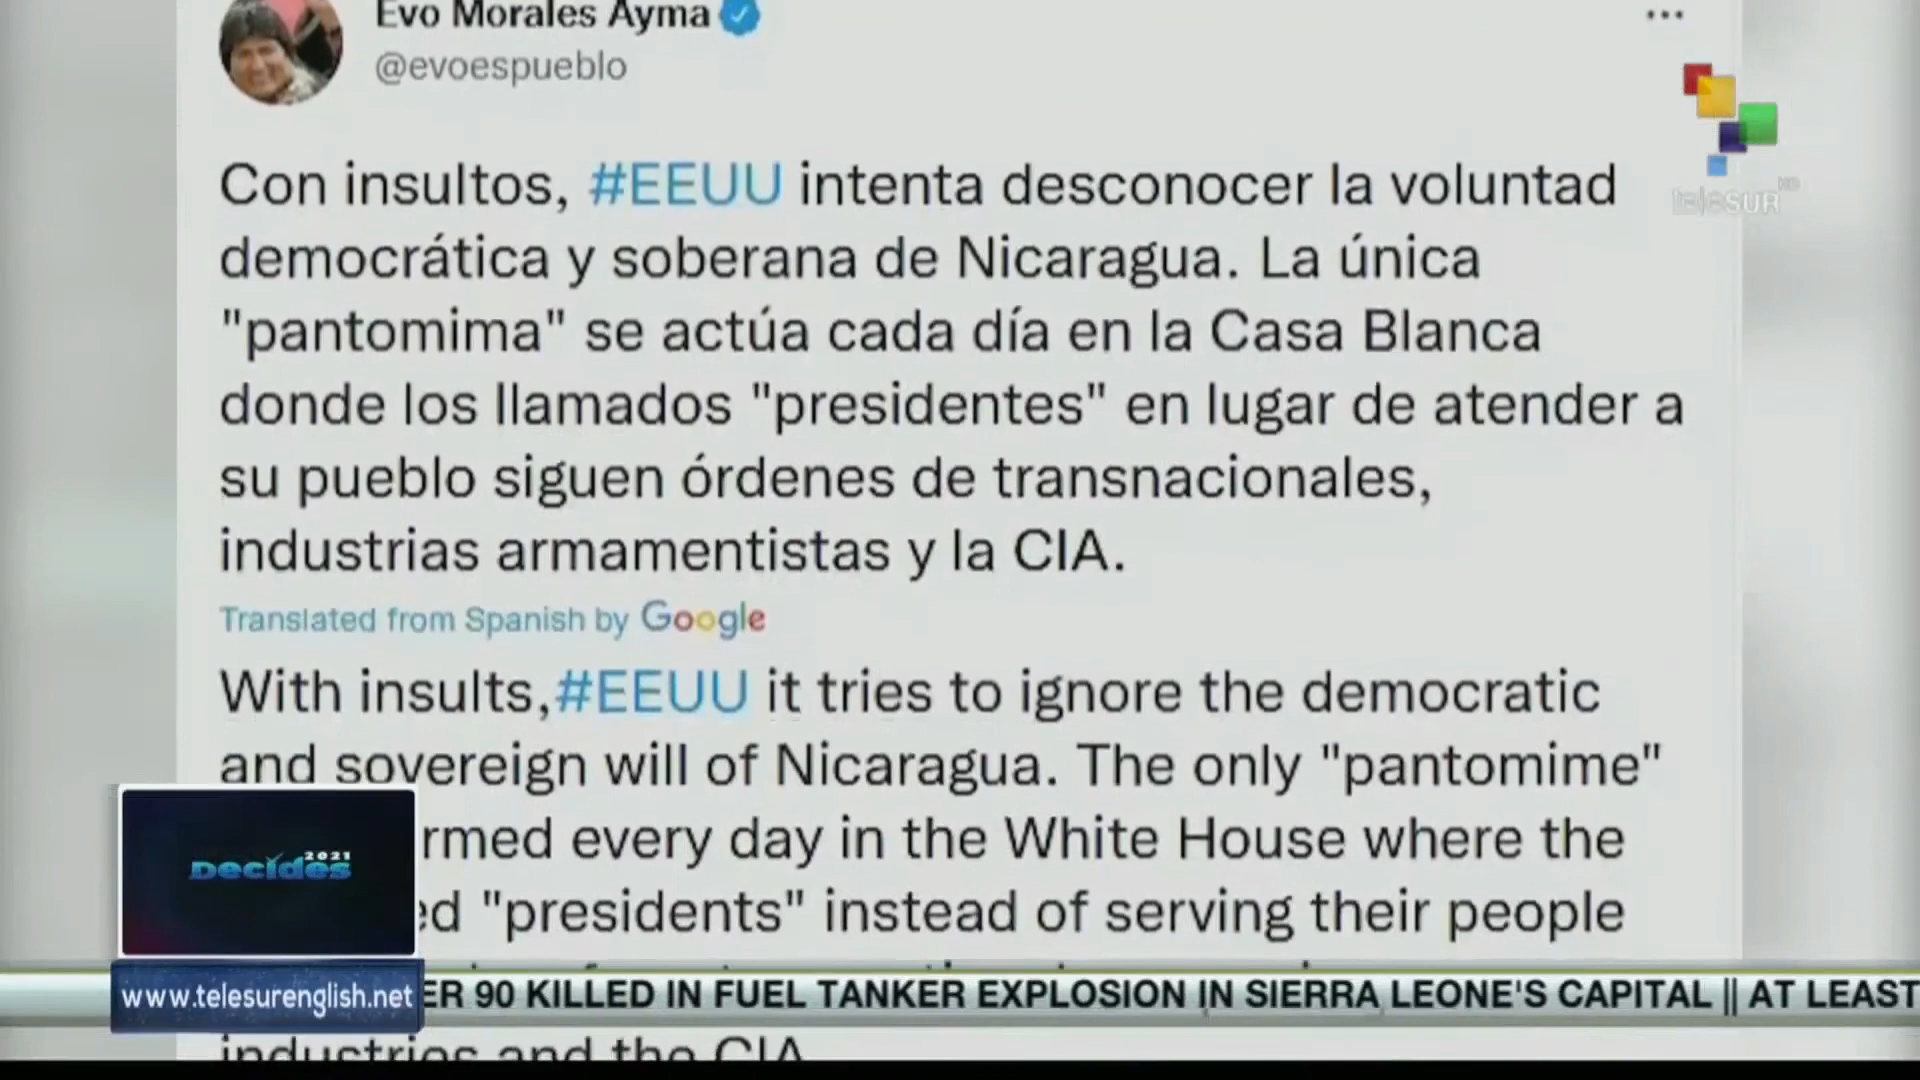 Evo Morales Ayma
@evoespueblo
Con insultos, #EEUU intenta desconocer la voluntad
democrática y soberana de Nicaragua. La única
"pantomima" se actúa cada día en la Casa Blanca
donde los llamados "presidentes" en lugar de atender a
su pueblo siguen órdenes de transnacionales,
industrias armamentistas y la CIA.
Translated from Spanish by Google
With insults,#EEUU it tries to ignore the democratic
and sovereign will of Nicaragua. The only "pantomime"
rmed every day in the White House where the
ed "presidents" instead of serving their people
industries and the CIA
teleSUR HD
DECIDES 2021
www.telesurenglish.net
ER 90 KILLED IN FUEL TANKER EXPLOSION IN SIERRA LEONE'S CAPITAL || AT LEAST